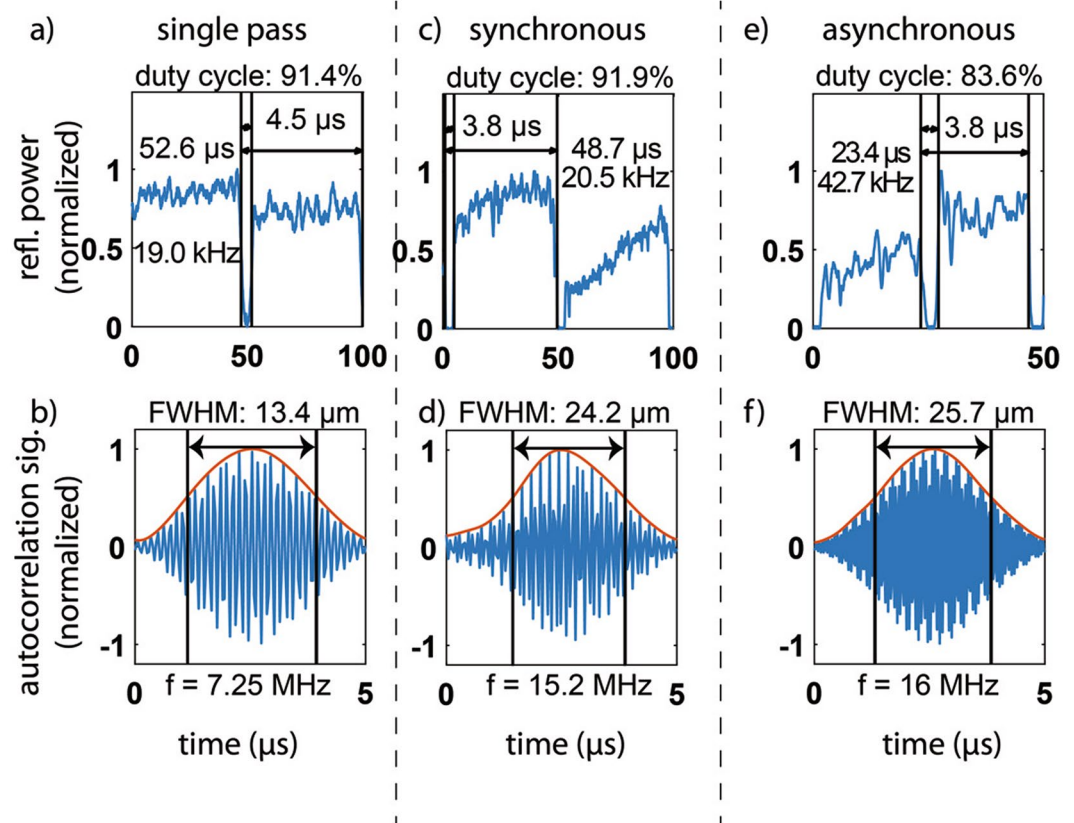 a)
single pass
duty cycle: 91.4%
4.5 µs
52.6 µs
19.0 kHz
refl. power
(normalized)
1
0.5
0
0
50
100
b)
FWHM: 13.4 µm
autocorrelation sig.
(normalized)
1
0
-1
0
f = 7.25 MHz
5
time (µs)
c)
synchronous
duty cycle: 91.9%
3.8 µs
48.7 µs
20.5 kHz
1
0.5
0
0
50
100
d)
FWHM: 24.2 µm
1
0
-1
0
f = 15.2 MHz
5
time (µs)
e)
asynchronous
duty cycle: 83.6%
3.8 µs
23.4 µs
42.7 kHz
1
0.5
0
0
50
f)
FWHM: 25.7 µm
1
0
-1
0
f = 16 MHz
5
time (µs)